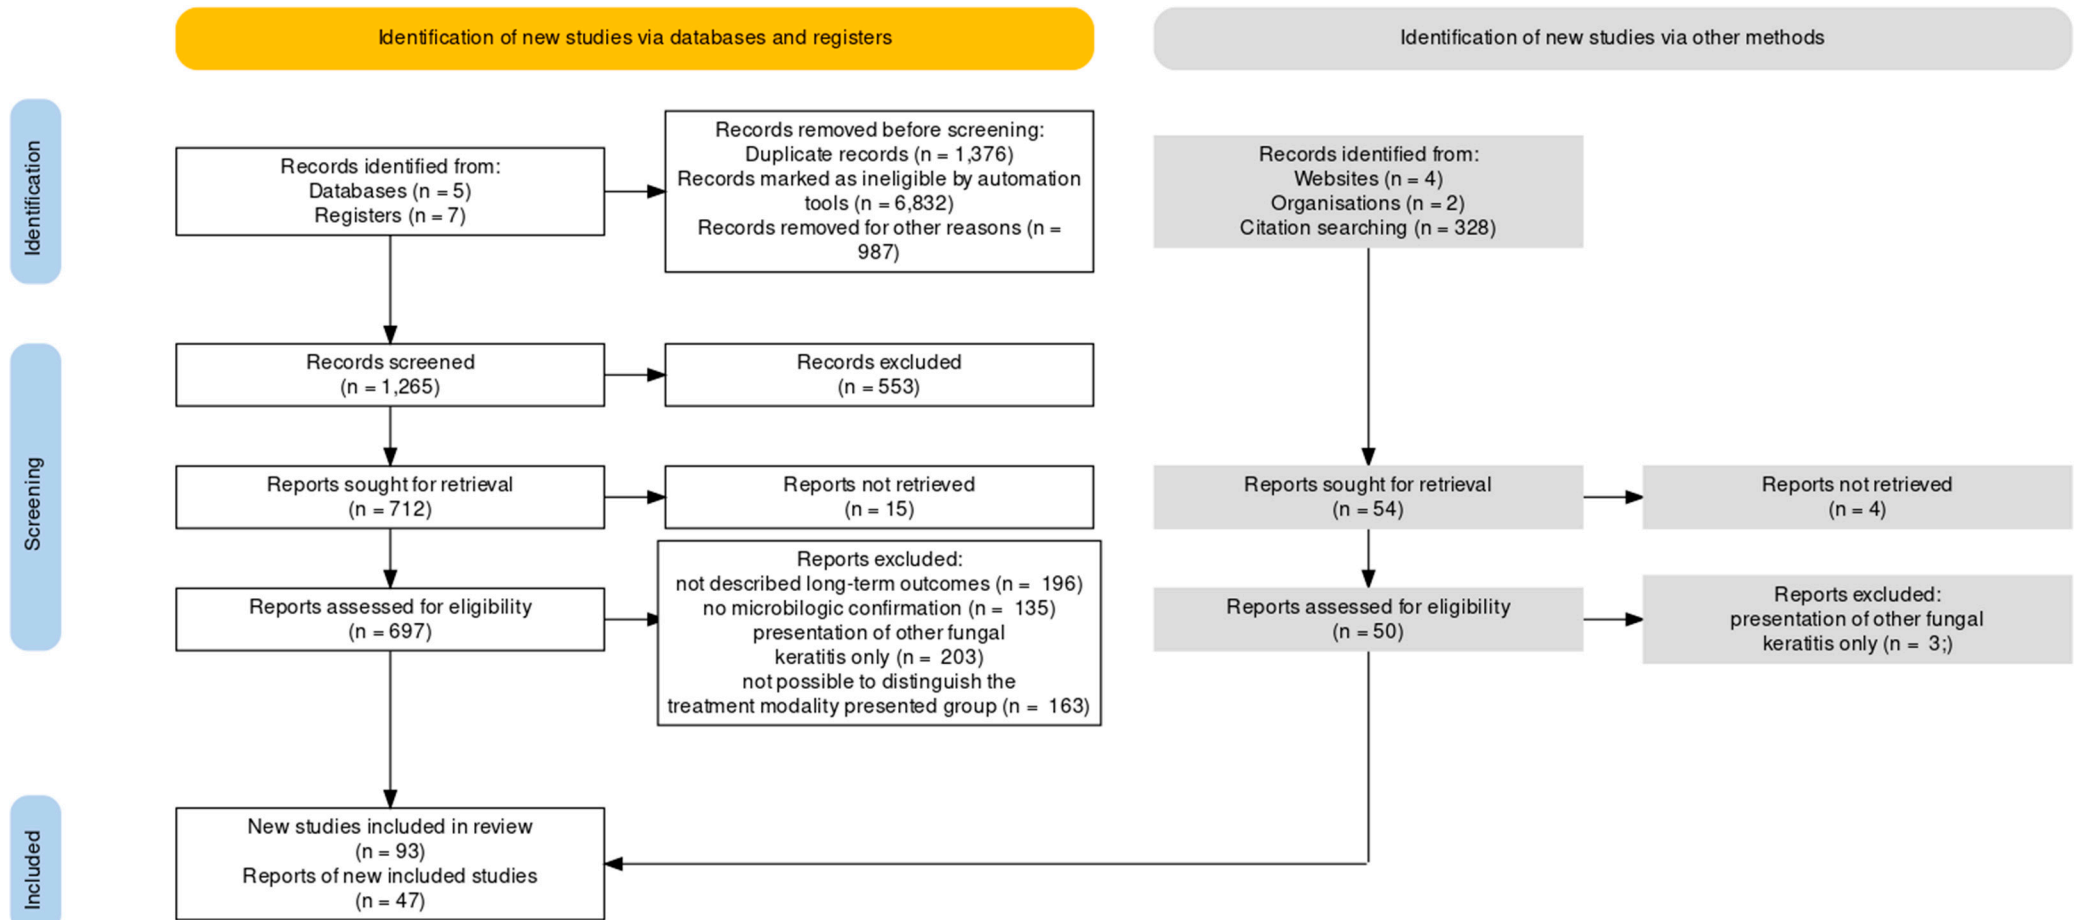 Identification of new studies via databases and registers
Identification of new studies via other methods
Identification
Records identified from:
Databases (n = 5)
Registers (n = 7)
Records removed before screening:
Duplicate records (n = 1,376)
Records marked as ineligible by automation
tools (n = 6,832)
Records removed for other reasons (n =
987)
Records identified from:
Websites (n = 4)
Organisations (n = 2)
Citation searching (n = 328)
Screening
Records screened
(n = 1,265)
Records excluded
(n = 553)
Reports sought for retrieval
(n = 712)
Reports not retrieved
(n = 15)
Reports sought for retrieval
(n = 54)
Reports not retrieved
(n = 4)
Reports assessed for eligibility
(n = 697)
Reports excluded:
not described long-term outcomes (n = 196)
no microbilogic confirmation (n = 135)
presentation of other fungal
keratitis only (n = 203)
not possible to distinguish the
treatment modality presented group (n = 163)
Reports assessed for eligibility
(n = 50)
Reports excluded:
presentation of other fungal
keratitis only (n = 3;)
Included
New studies included in review
(n = 93)
Reports of new included studies
(n = 47)